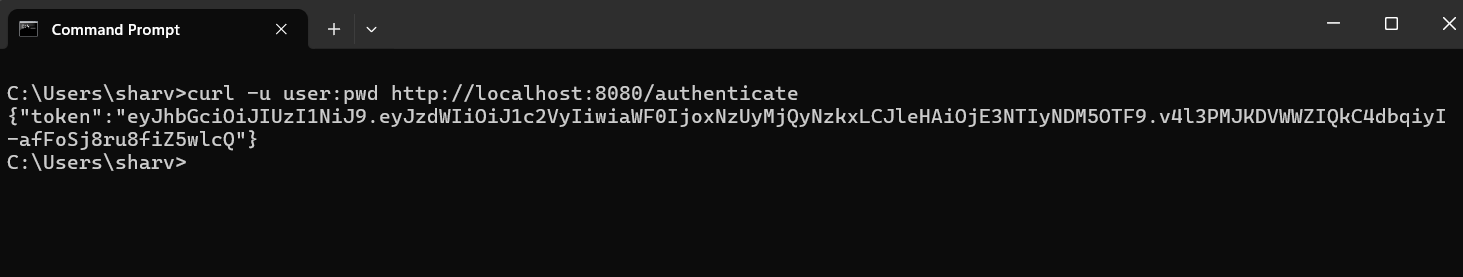 Command Prompt
C:\Users\sharv>curl -u user:pwd http://localhost:8080/authenticate
{"token":"eyJhbGciOiJIUzI1NiJ9.eyJzdWIiOiJ1c2VyIiwiaWF0IjoxNzUyMjQyNzkxLCJleHAiOjE3NTIyNDM5OTF9.v4l3PMJKDVWWZIQkC4dbqiyI
-afFoSj8ru8fiZ5wlcQ"}
C:\Users\sharv>